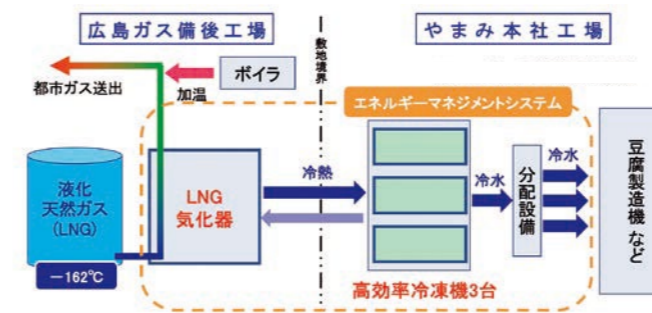 広島ガス備後工場
やまみ本社工場
敷地境界
ボイラ
都市ガス送出
加温
エネルギーマネジメントシステム
液化
天然ガス
(LNG)
LNG
気化器
冷熱
冷水
分配設備
冷水
豆腐製造機 など
−162℃
高効率冷凍機3台